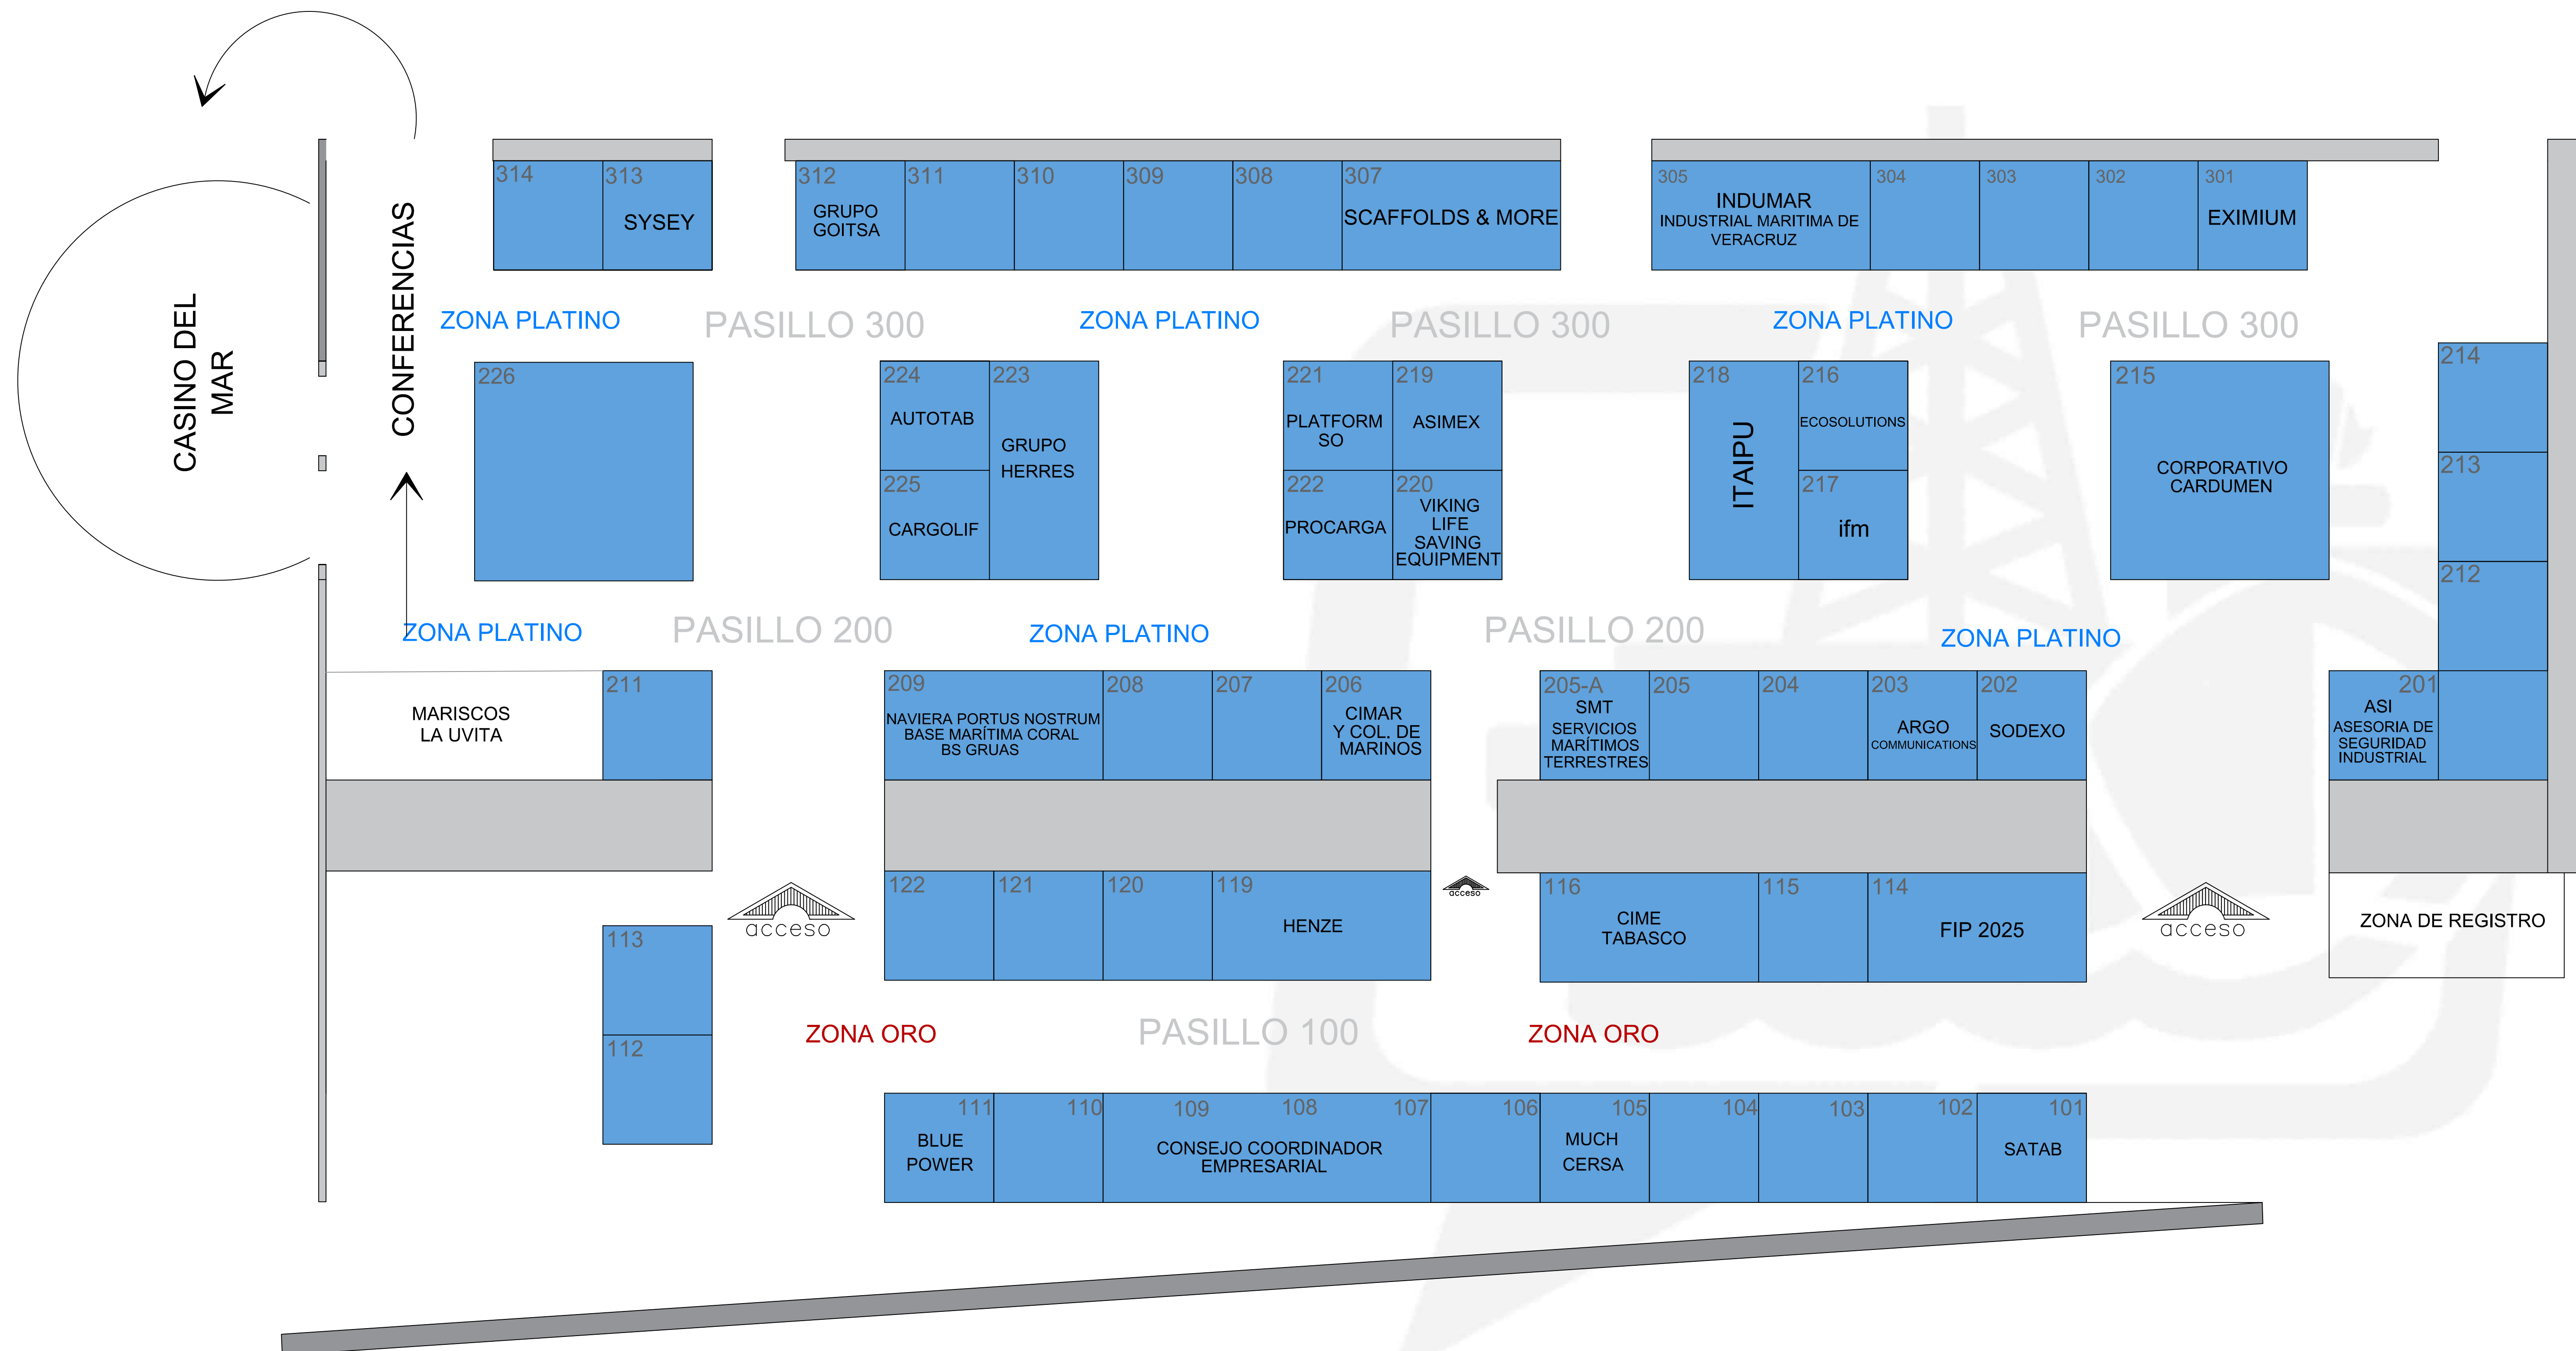 314
313
SYSEY
312
GRUPO
GOITSA
311
310
309
308
307
SCAFFOLDS & MORE
305
INDUMAR
INDUSTRIAL MARITIMA DE
VERACRUZ
304
303
302
301
EXIMIUM
CASINO DEL
MAR
CONFERENCIAS
ZONA PLATINO
PASILLO 300
ZONA PLATINO
PASILLO 300
ZONA PLATINO
PASILLO 300
226
224
AUTOTAB
223
GRUPO
HERRES
225
CARGOLIF
221
PLATFORM
SO
219
ASIMEX
222
PROCARGA
220
VIKING
LIFE
SAVING
EQUIPMENT
218
ITAIPU
216
ECOSOLUTIONS
217
ifm
215
CORPORATIVO
CARDUMEN
214
213
212
ZONA PLATINO
PASILLO 200
ZONA PLATINO
PASILLO 200
ZONA PLATINO
MARISCOS
LA UVITA
211
209
NAVIERA PORTUS NOSTRUM
BASE MARÍTIMA CORAL
BS GRUAS
208
207
206
CIMAR
Y COL. DE
MARINOS
205-A
SMT
SERVICIOS
MARÍTIMOS
TERRESTRES
205
204
203
ARGO
COMMUNICATIONS
202
SODEXO
201
ASI
ASESORIA DE
SEGURIDAD
INDUSTRIAL
acceso
122
121
120
119
HENZE
acceso
116
CIME
TABASCO
115
114
FIP 2025
acceso
ZONA DE REGISTRO
113
112
ZONA ORO
PASILLO 100
ZONA ORO
111
BLUE
POWER
110
109
108
107
CONSEJO COORDINADOR
EMPRESARIAL
106
105
MUCH
CERSA
104
103
102
101
SATAB